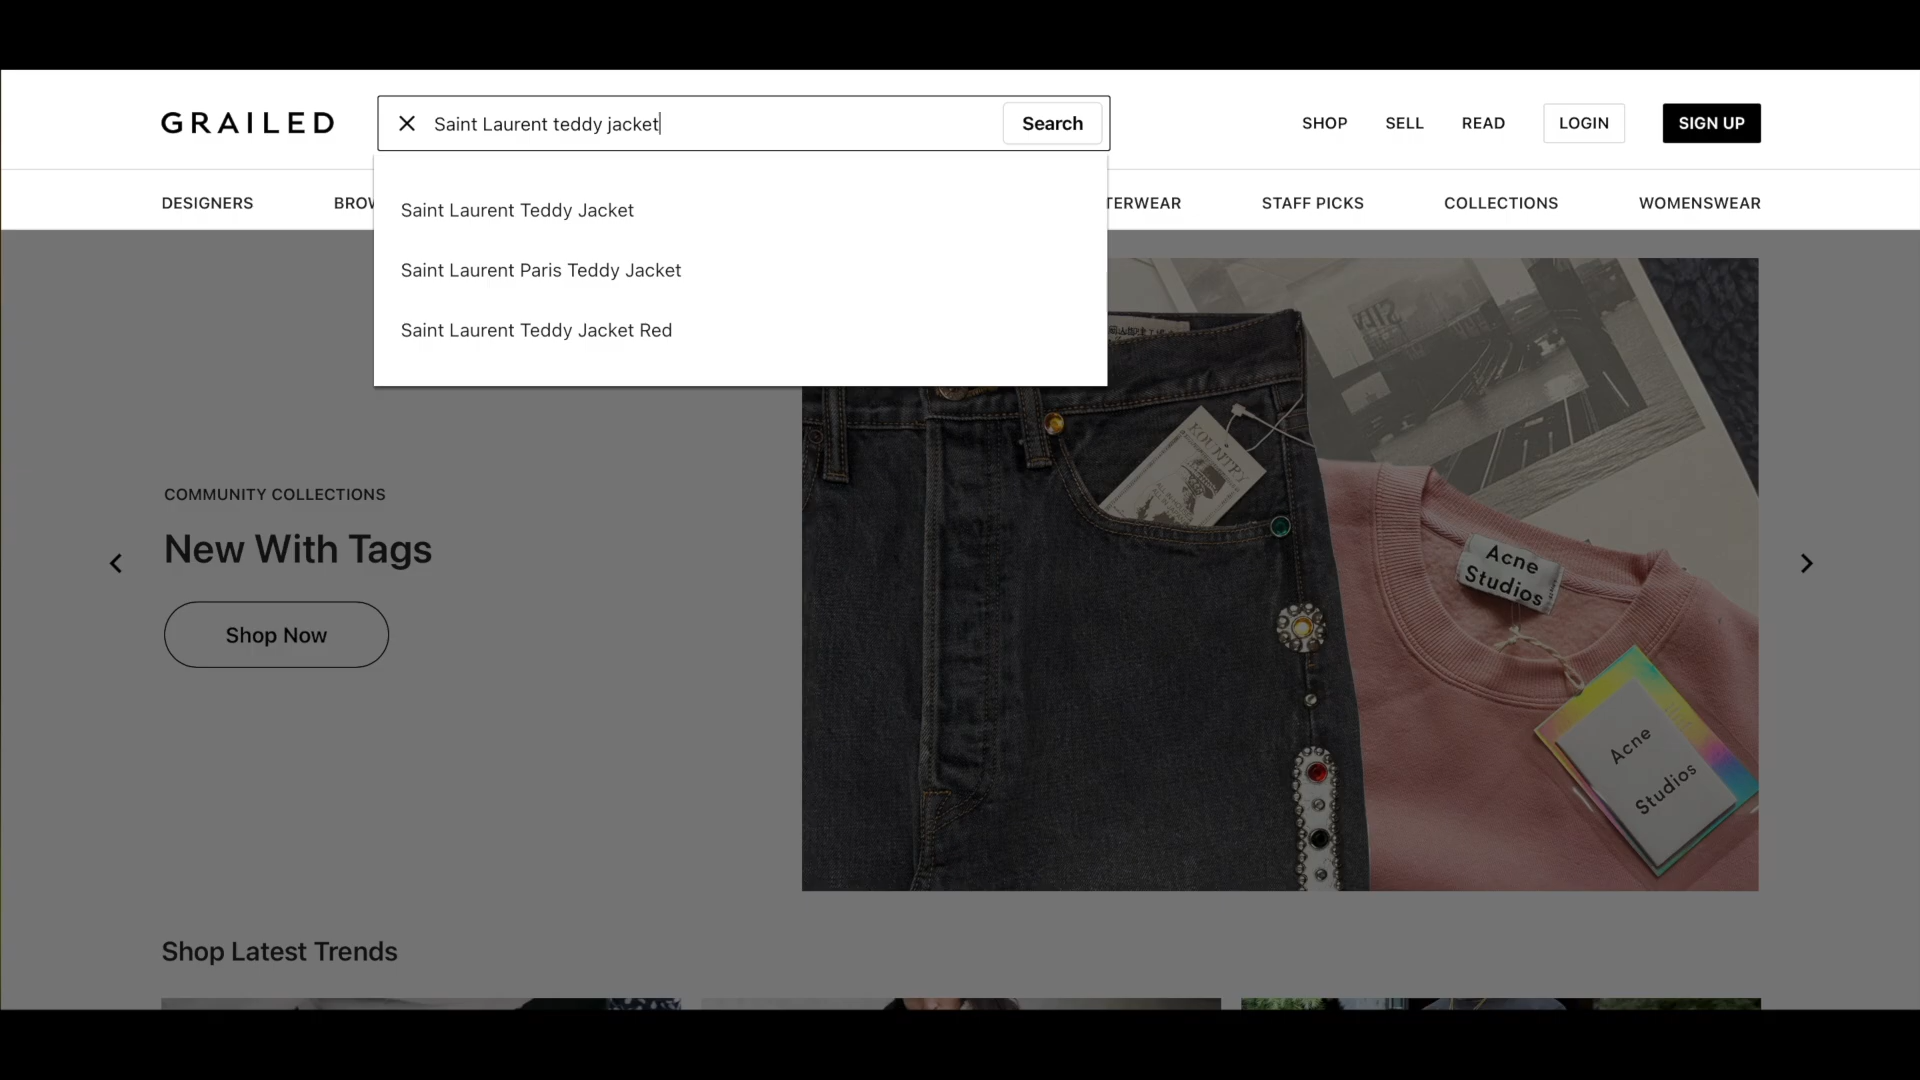 GRAILED
Saint Laurent teddy jacket
Search
SHOP
SELL
READ
LOGIN
SIGN UP
DESIGNERS
TERWEAR
STAFF PICKS
COLLECTIONS
WOMENSWEAR
Saint Laurent Teddy Jacket
Saint Laurent Paris Teddy Jacket
Saint Laurent Teddy Jacket Red
COMMUNITY COLLECTIONS
New With Tags
Shop Now
KOUNTRY
Acne
Studios
Acne
Studios
Shop Latest Trends